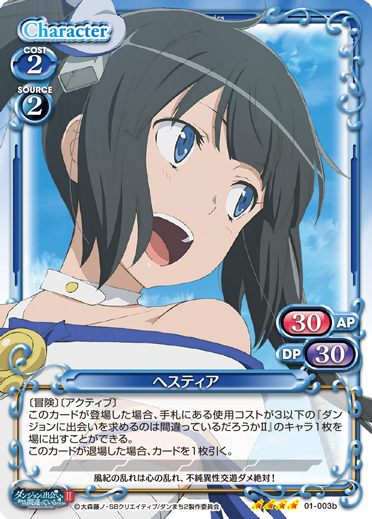 Character
COST
2
SOURCE
2
30 AP
DP 30
ヘスティア
〔冒険〕〔アクティブ〕
このカードが登場した場合、手札にある使用コストが３以下の『ダン
ジョンに出会いを求めるのは間違っているだろうかⅡ』のキャラ１枚を
場に出すことができる。
このカードが退場した場合、カードを１枚引く。
風紀の乱れは心の乱れ、不純異性交遊ダメ絶対！
©大森藤ノ・SBクリエイティブ/ダンまち2製作委員会
01-003b